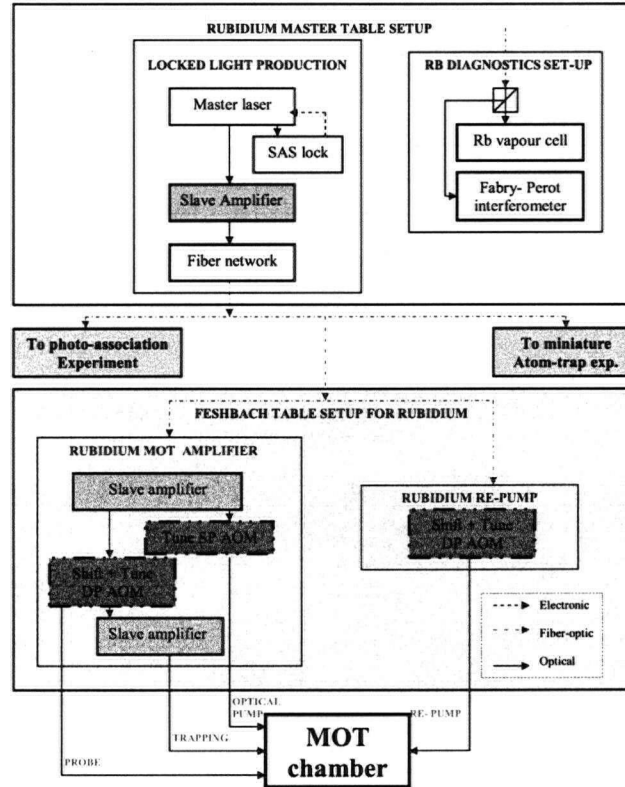 RUBIDIUM MASTER TABLE SETUP
LOCKED LIGHT PRODUCTION
Master laser
SAS lock
Slave Amplifier
Fiber network
RB DIAGNOSTICS SET-UP
Rb vapour cell
Fabry- Perot
interferometer
To photo-association
Experiment
To miniature
Atom-trap exp.
FESHBACH TABLE SETUP FOR RUBIDIUM
RUBIDIUM MOT AMPLIFIER
Slave amplifier
Tune SP AOM
Shift + Tune
DP AOM
Slave amplifier
RUBIDIUM RE-PUMP
Shift + Tune
DP AOM
Electronic
Fiber-optic
Optical
OPTICAL
PUMP
RE- PUMP
TRAPPING
PROBE
MOT
chamber